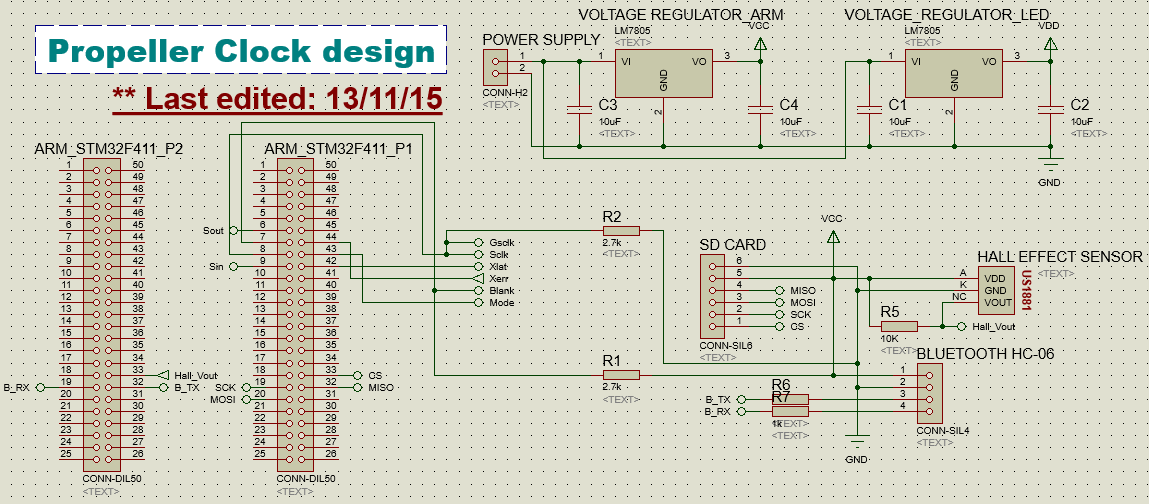 Propeller Clock design
** Last edited: 13/11/15
POWER SUPPLY
1
2
CONN-H2
<TEXT>
VOLTAGE REGULATOR_ARM
LM7805
<TEXT>
VCC
1 VI VO 3
GND
2
C3
10uF
<TEXT>
C4
10uF
<TEXT>
VOLTAGE_REGULATOR_LED
LM7805
<TEXT>
VDD
1 VI VO 3
GND
2
C1
10uF
<TEXT>
C2
10uF
<TEXT>
GND
ARM_STM32F411_P2
1 50
2 49
3 48
4 47
5 46
6 45
7 44
8 43
9 42
10 41
11 40
12 39
13 38
14 37
15 36
16 35
17 34
18 33 Hall_Vout
B_RX 19 32 B_TX
20 31
21 30
22 29
23 28
24 27
25 26
CONN-DIL50
<TEXT>
ARM_STM32F411_P1
1 50
2 49
3 48
4 47
5 46
Sout 6 45
7 44
8 43
Sin 9 42
10 41
11 40
12 39
13 38
14 37
15 36
16 35
17 34
18 33 CS
SCK 19 32 MISO
MOSI 20 31
21 30
22 29
23 28
24 27
25 26
CONN-DIL50
<TEXT>
Gsclk
Sclk
Xlat
Xerr
Blank
Mode
R2
2.7k
<TEXT>
R1
2.7k
<TEXT>
SD CARD
6
5
4 MISO
3 MOSI
2 SCK
1 CS
CONN-SIL6
<TEXT>
VCC
HALL EFFECT SENSOR
<TEXT>
A VDD
K GND
NC VOUT
US1881
R5
10K
<TEXT>
Hall_Vout
BLUETOOTH HC-06
1
2
3
4
CONN-SIL4
<TEXT>
R6
B_TX
R7
B_RX
1k
<TEXT>
<TEXT>
GND